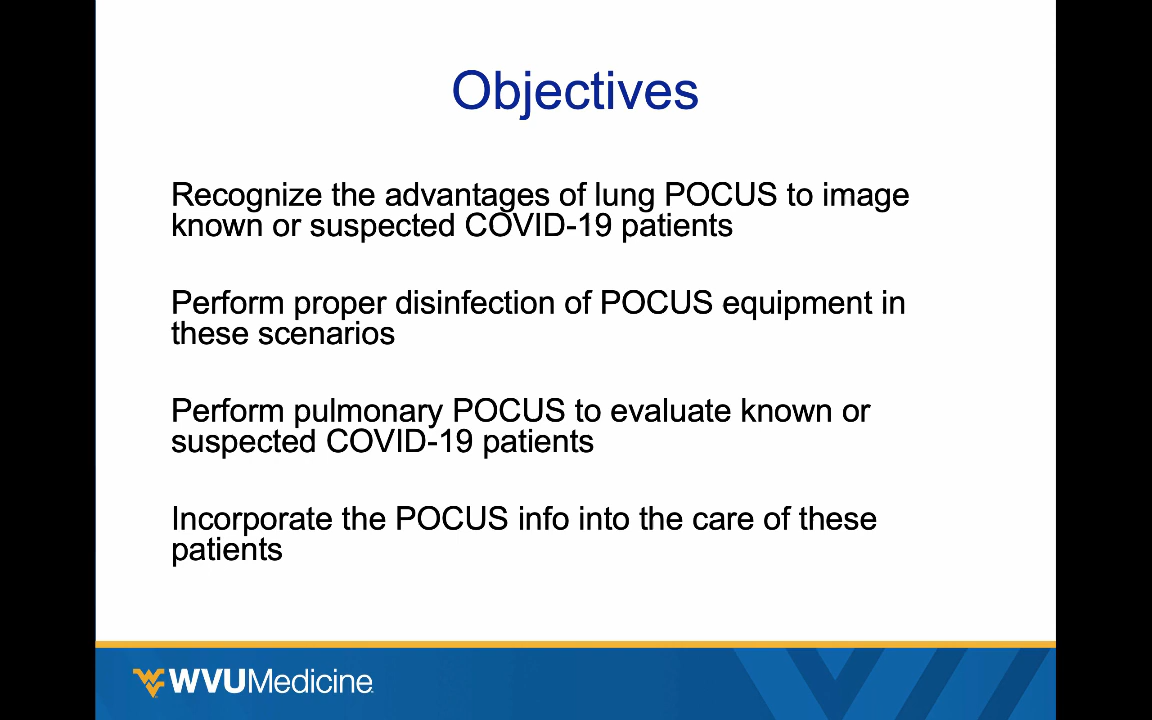 Objectives
Recognize the advantages of lung POCUS to image
known or suspected COVID-19 patients
Perform proper disinfection of POCUS equipment in
these scenarios
Perform pulmonary POCUS to evaluate known or
suspected COVID-19 patients
Incorporate the POCUS info into the care of these
patients
WVUMedicine